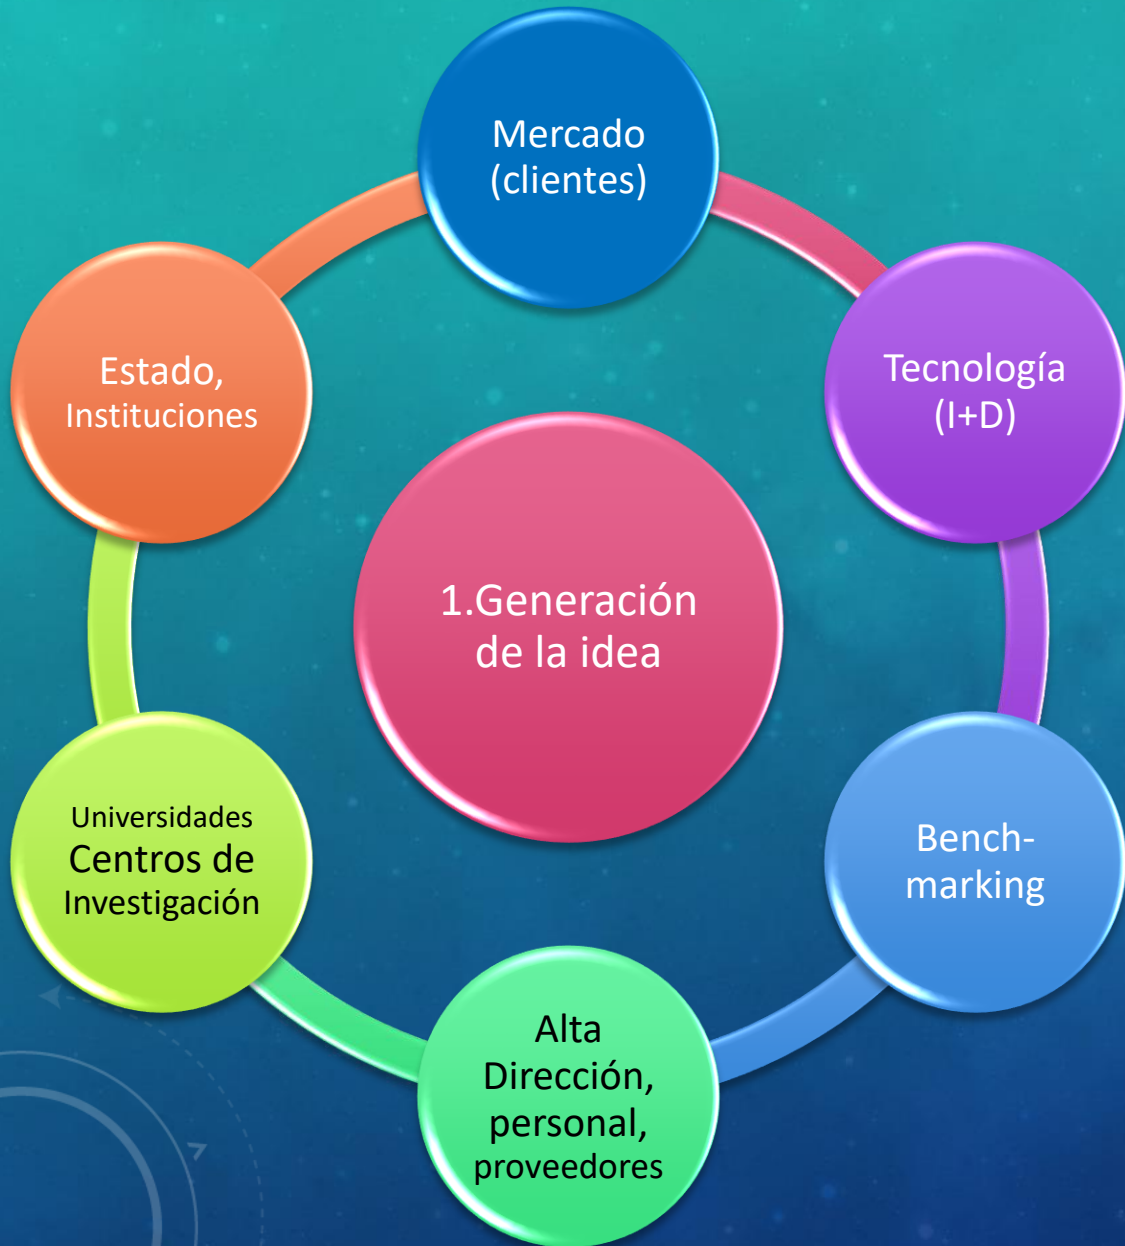 Mercado
(clientes)
Tecnología
(I+D)
Bench-
marking
Alta
Dirección,
personal,
proveedores
Universidades
Centros de
Investigación
Estado,
Instituciones
1.Generación
de la idea